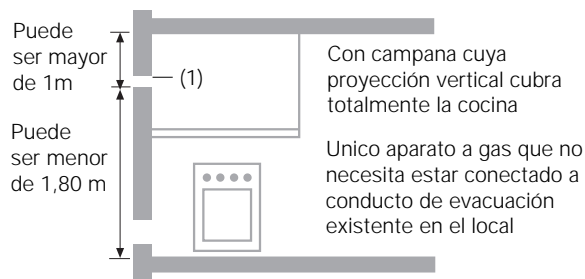 Puede
ser mayor
de 1m
(1)
Con campana cuya
proyección vertical cubra
totalmente la cocina
Puede
ser menor
de 1,80 m
Unico aparato a gas que no
necesita estar conectado a
conducto de evacuación
existente en el local